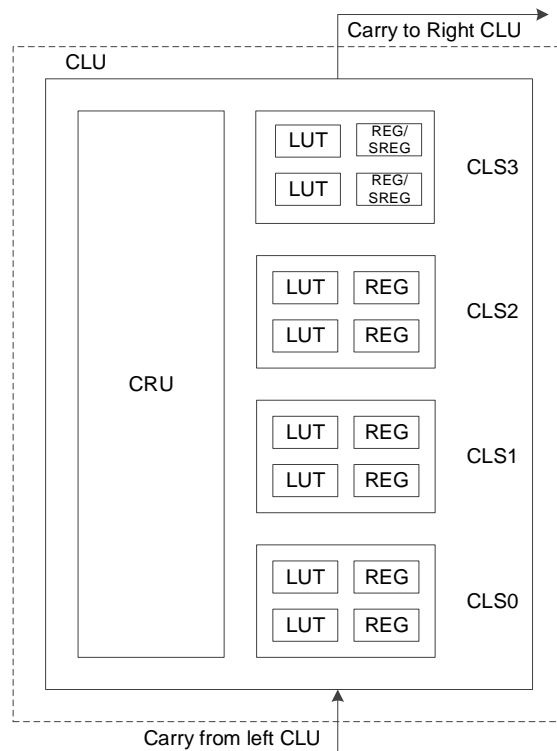 Carry to Right CLU
CLU
LUT REG/
SREG
LUT REG/
SREG
CLS3
LUT REG
LUT REG
CLS2
CRU
LUT REG
LUT REG
CLS1
LUT REG
LUT REG
CLS0
Carry from left CLU